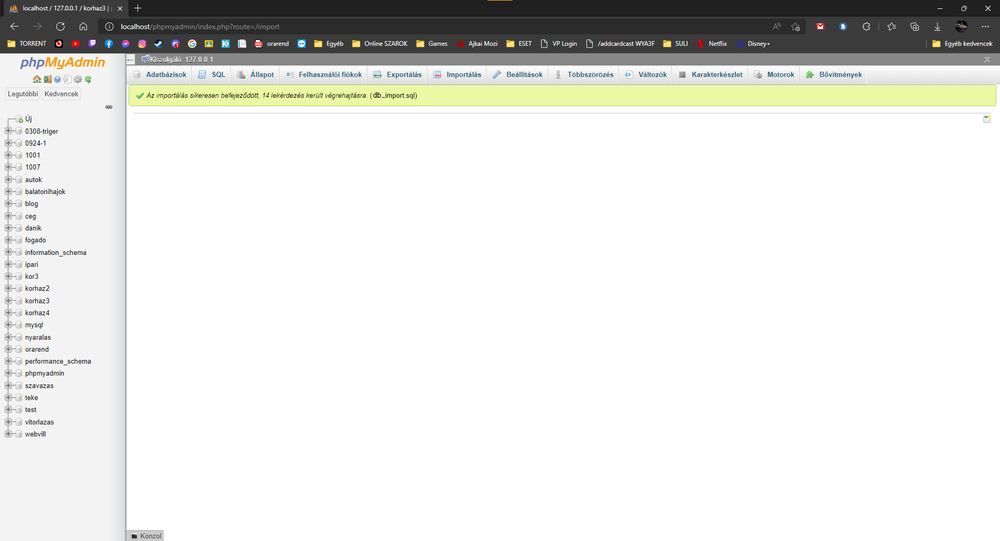 localhost / 127.0.0.1 / korhaz3 |
localhost/phpmyadmin/index.php?route=/import
TORRENT orarend Egyéb Online SZAROK Games Ajkai Mozi ESET VP Login /addcardcast WYA3F SULI Netflix Disney+ Egyéb kedvencek
phpMyAdmin
Kiszolgáló: 127.0.0.1
Adatbázisok SQL Állapot Felhasználói fiókok Exportálás Importálás Beállítások Többszörözés Változók Karakterkészlet Motorok Bővítmények
Legutóbbi Kedvencek
Az importálás sikeresen befejeződött, 14 lekérdezés került végrehajtásra. (db_import.sql)
Új
0308-triger
0924-1
1001
1007
autok
balatonihajok
blog
ceg
danik
fogado
information_schema
ipari
kor3
korhaz2
korhaz3
korhaz4
mysql
nyaralas
orarend
performance_schema
phpmyadmin
szavazas
teke
test
vitorlazas
webvill
Konzol